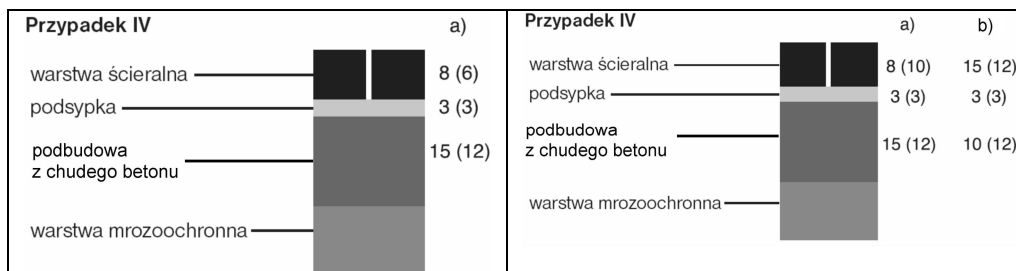 Przypadek IV a)
warstwa ścieralna 8 (6)
podsypka 3 (3)
podbudowa
z chudego betonu 15 (12)
warstwa mrozoochronna
Przypadek IV a) b)
warstwa ścieralna 8 (10) 15 (12)
podsypka 3 (3) 3 (3)
podbudowa
z chudego betonu 15 (12) 10 (12)
warstwa mrozoochronna